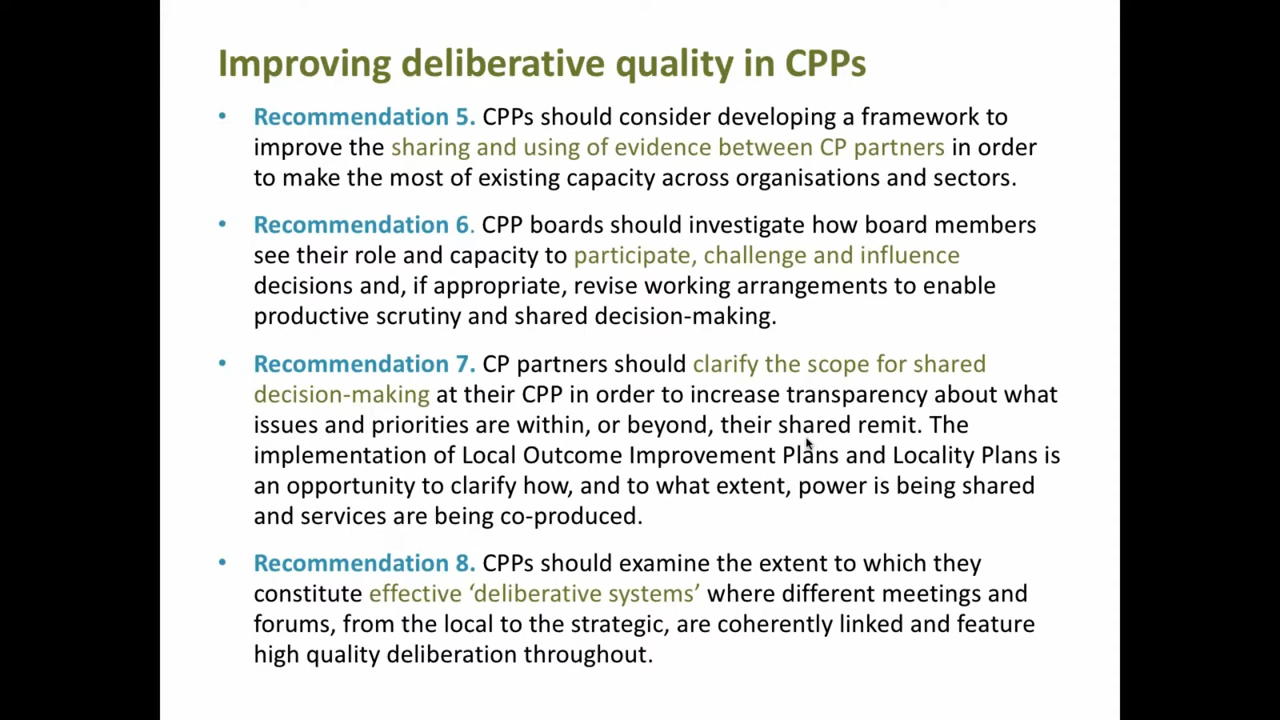 Improving deliberative quality in CPPs
• Recommendation 5. CPPs should consider developing a framework to
improve the sharing and using of evidence between CP partners in order
to make the most of existing capacity across organisations and sectors.
• Recommendation 6. CPP boards should investigate how board members
see their role and capacity to participate, challenge and influence
decisions and, if appropriate, revise working arrangements to enable
productive scrutiny and shared decision-making.
• Recommendation 7. CP partners should clarify the scope for shared
decision-making at their CPP in order to increase transparency about what
issues and priorities are within, or beyond, their shared remit. The
implementation of Local Outcome Improvement Plans and Locality Plans is
an opportunity to clarify how, and to what extent, power is being shared
and services are being co-produced.
• Recommendation 8. CPPs should examine the extent to which they
constitute effective ‘deliberative systems’ where different meetings and
forums, from the local to the strategic, are coherently linked and feature
high quality deliberation throughout.